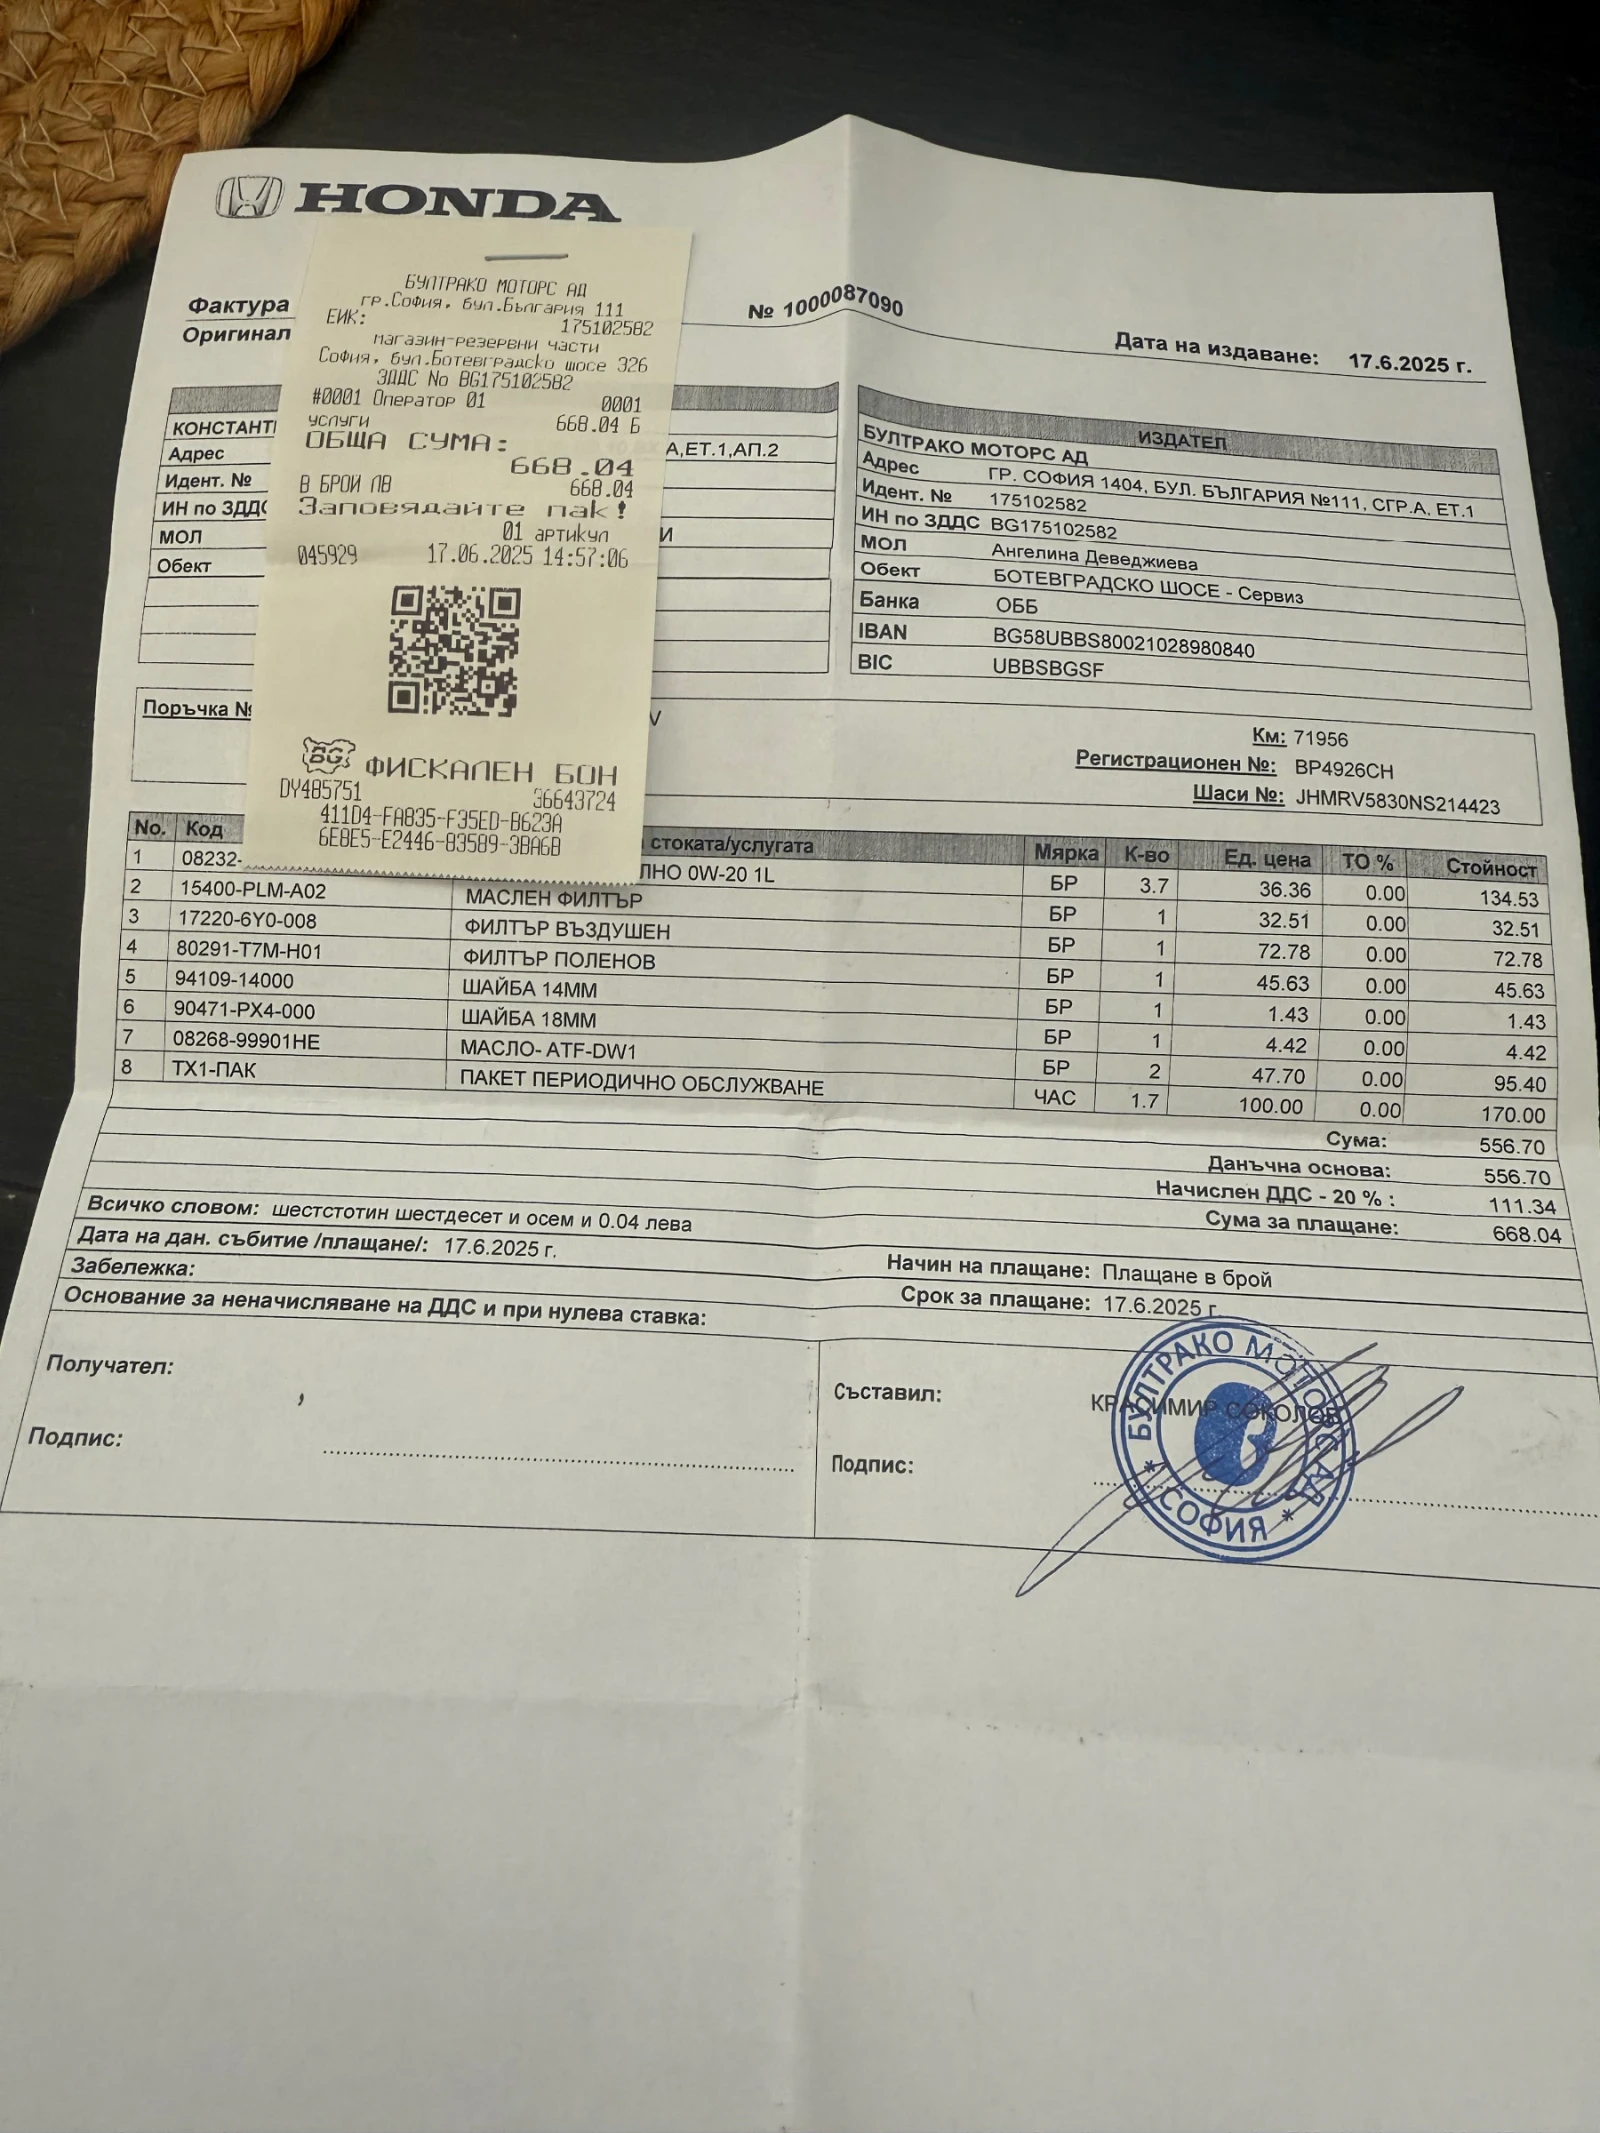 HONDA
Фактура
Оригинал
№ 1000087090
Дата на издаване: 17.6.2025 г.
БУЛТРАКО МОТОРС АД
гр.София, бул.България 111
ЕИК: 175102582
магазин-резервни части
София, бул.Ботевградско шосе 326
ЗДДС No BG175102582
#0001 Оператор 01 0001
услуги 668.04 Б
ОБЩА СУМА:
668.04
В БРОЙ ЛВ 668.04
Заповядайте пак!
01 артикул
045929 17.06.2025 14:57:06
BG ФИСКАЛЕН БОН
DY485751 36643724
411D4-FA835-F35ED-B623A
6E8E5-E2446-83589-3BA6B
Адрес А,ЕТ.1,АП.2
Идент. №
ИН по ЗДДС
МОЛ И
Обект
ИЗДАТЕЛ
БУЛТРАКО МОТОРС АД
Адрес ГР. СОФИЯ 1404, БУЛ. БЪЛГАРИЯ №111, СГР.А, ЕТ.1
Идент. № 175102582
ИН по ЗДДС BG175102582
МОЛ Ангелина Деведжиева
Обект БОТЕВГРАДСКО ШОСЕ - Сервиз
Банка ОББ
IBAN BG58UBBS80021028980840
BIC UBBSBGSF
Поръчка № V
Км: 71956
Регистрационен №: BP4926CH
Шаси №: JHMRV5830NS214423
No. Код стоката/услугата Мярка К-во Ед. цена ТО % Стойност
1 08232- ЛНО 0W-20 1L БР 3.7 36.36 0.00 134.53
2 15400-PLM-A02 МАСЛЕН ФИЛТЪР БР 1 32.51 0.00 32.51
3 17220-6Y0-008 ФИЛТЪР ВЪЗДУШЕН БР 1 72.78 0.00 72.78
4 80291-T7M-H01 ФИЛТЪР ПОЛЕНОВ БР 1 45.63 0.00 45.63
5 94109-14000 ШАЙБА 14ММ БР 1 1.43 0.00 1.43
6 90471-PX4-000 ШАЙБА 18ММ БР 1 4.42 0.00 4.42
7 08268-99901HE МАСЛО- ATF-DW1 БР 2 47.70 0.00 95.40
8 ТХ1-ПАК ПАКЕТ ПЕРИОДИЧНО ОБСЛУЖВАНЕ ЧАС 1.7 100.00 0.00 170.00
Сума: 556.70
Данъчна основа: 556.70
Начислен ДДС - 20 % : 111.34
Сума за плащане: 668.04
Всичко словом: шестстотин шестдесет и осем и 0.04 лева
Дата на дан. събитие /плащане/: 17.6.2025 г.
Забележка:
Начин на плащане: Плащане в брой
Основание за неначисляване на ДДС и при нулева ставка:
Срок за плащане: 17.6.2025 г.
Получател:
,
Подпис:
Съставил: КРАСИМИР СОКОЛОВ
Подпис:
БУЛТРАКО МОТОРС АД
* СОФИЯ *